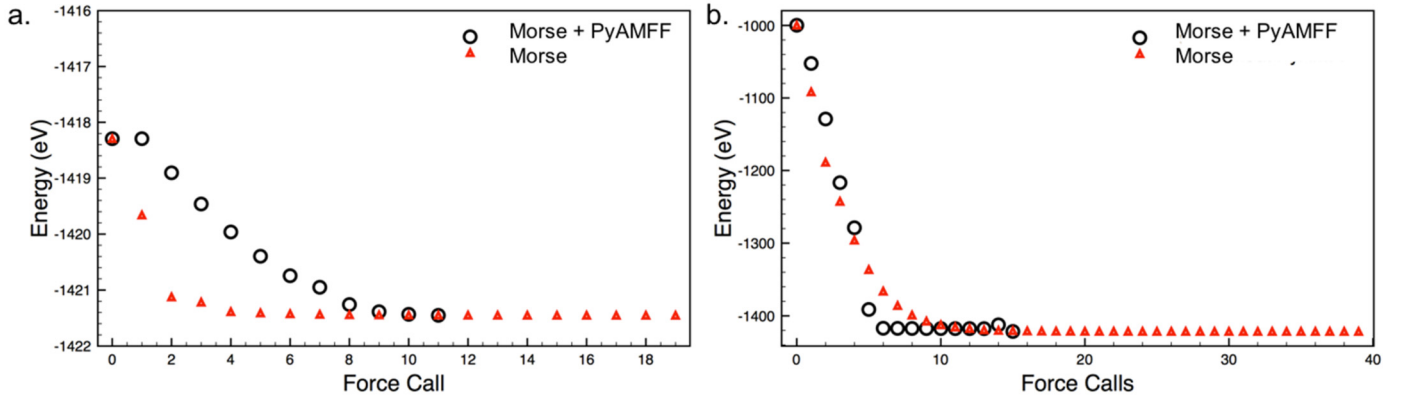 a.
-1416
-1417
-1418
-1419
-1420
-1421
-1422
Energy (eV)
Morse + PyAMFF
Morse
0 2 4 6 8 10 12 14 16 18
Force Call
b.
-1000
-1100
-1200
-1300
-1400
Energy (eV)
Morse + PyAMFF
Morse
0 10 20 30 40
Force Calls